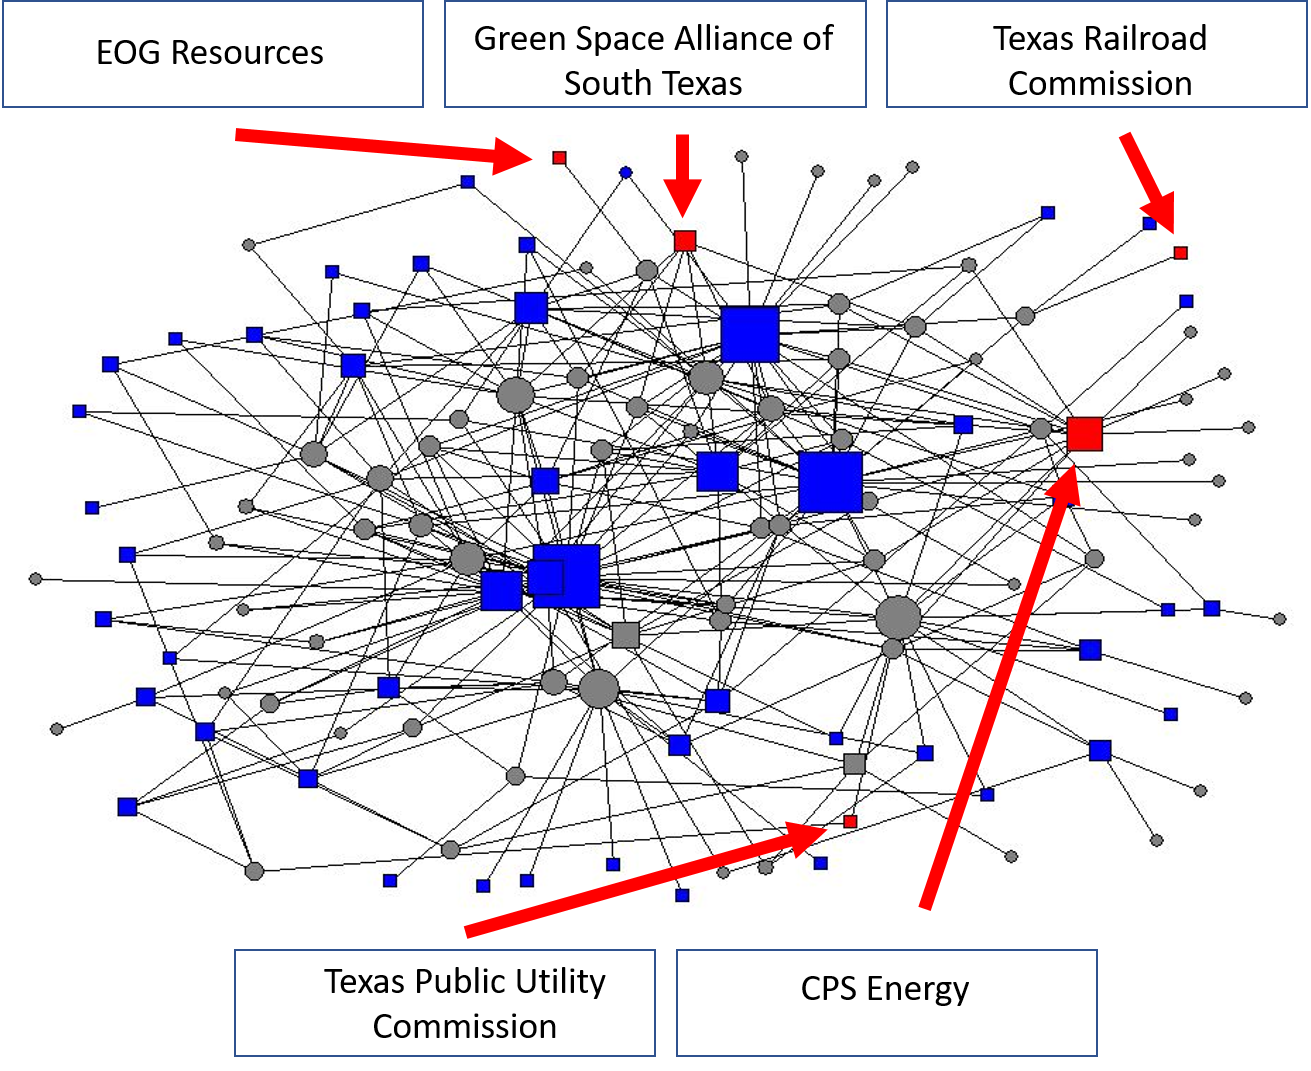 EOG Resources
Green Space Alliance of
South Texas
Texas Railroad
Commission
Texas Public Utility
Commission
CPS Energy